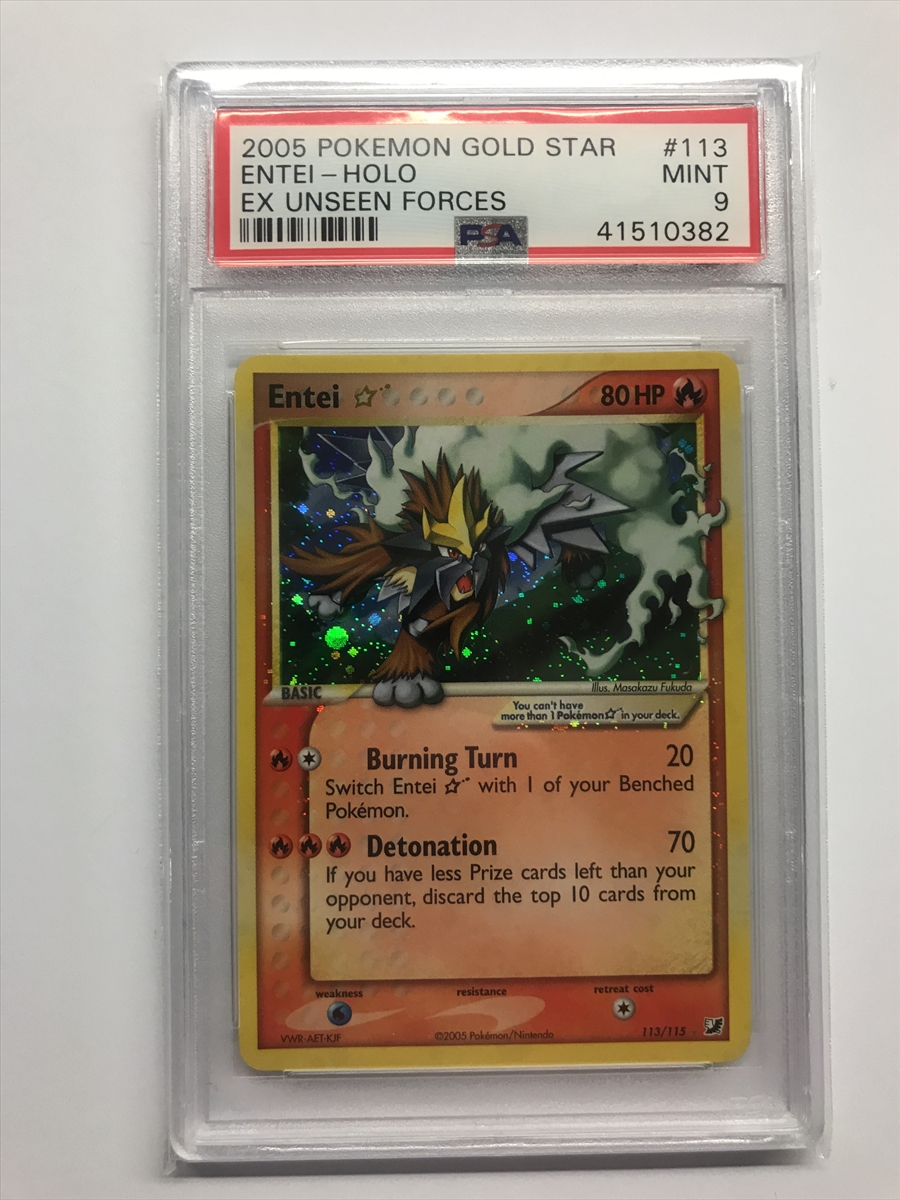 2005 POKEMON GOLD STAR #113
ENTEI - HOLO MINT
EX UNSEEN FORCES 9
PSA 41510382
Entei ☆ 80 HP
BASIC
Illus. Masakazu Fukuda
You can't have
more than 1 Pokémon ☆ in your deck.
Burning Turn 20
Switch Entei ☆ with 1 of your Benched
Pokémon.
Detonation 70
If you have less Prize cards left than your
opponent, discard the top 10 cards from
your deck.
weakness resistance retreat cost
VWR-AET-KJF ©2005 Pokémon/Nintendo 113/115